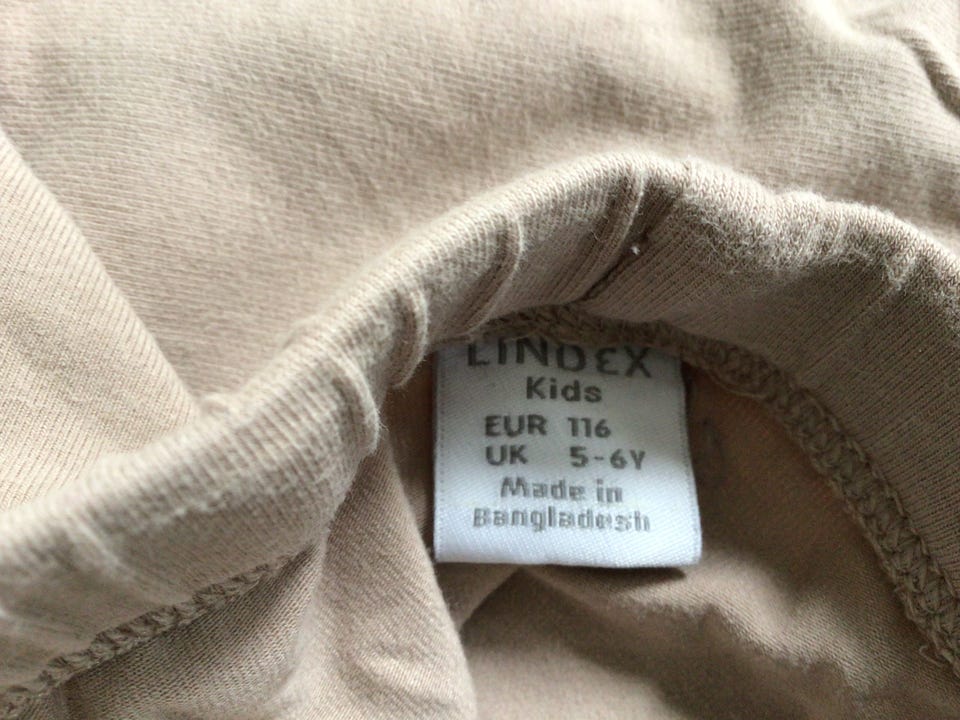 LINDEX
Kids
EUR 116
UK 5-6Y
Made in
Bangladesh